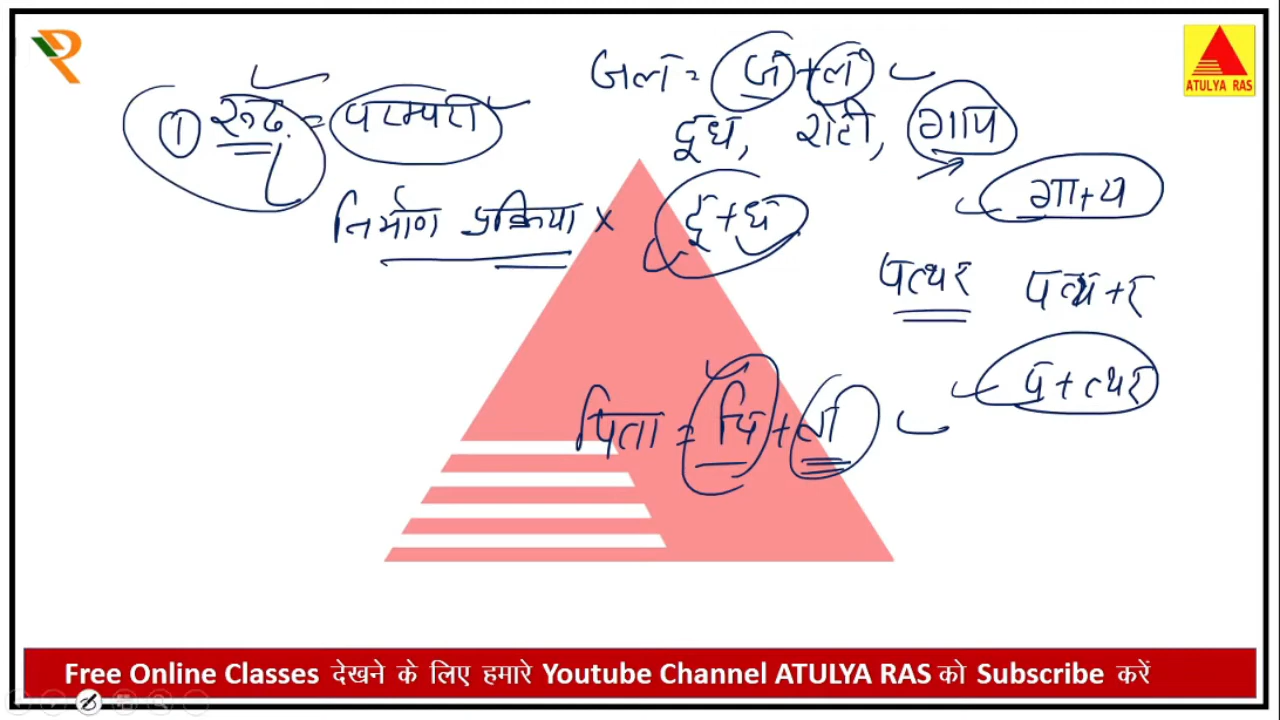 जल = ज + ल
ATULYA RAS
① रूढ़ = परम्परा
दूध, रोटी, गाय
गा + य
निर्माण प्रक्रिया × दू + ध
पत्थर पत्थ + र
प + त्थर
पिता = पि + ता
Free Online Classes देखने के लिए हमारे Youtube Channel ATULYA RAS को Subscribe करें